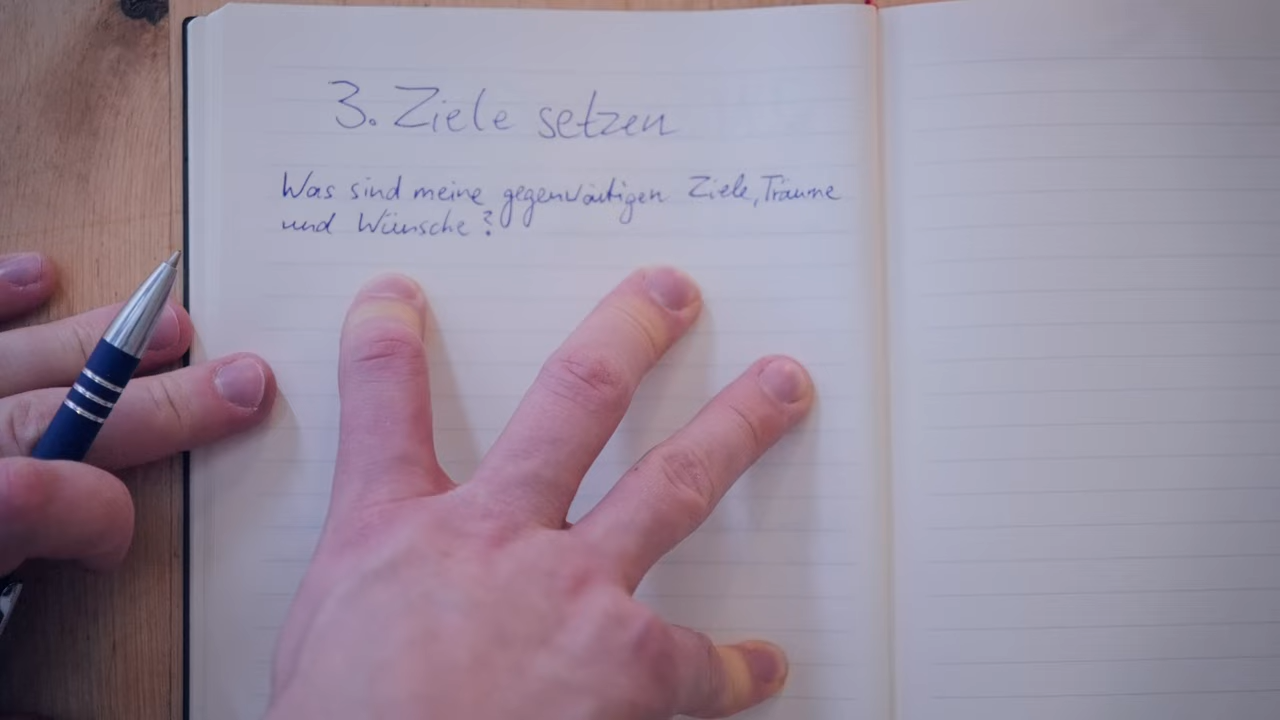 3. Ziele setzen
Was sind meine gegenwärtigen Ziele, Träume
und Wünsche?